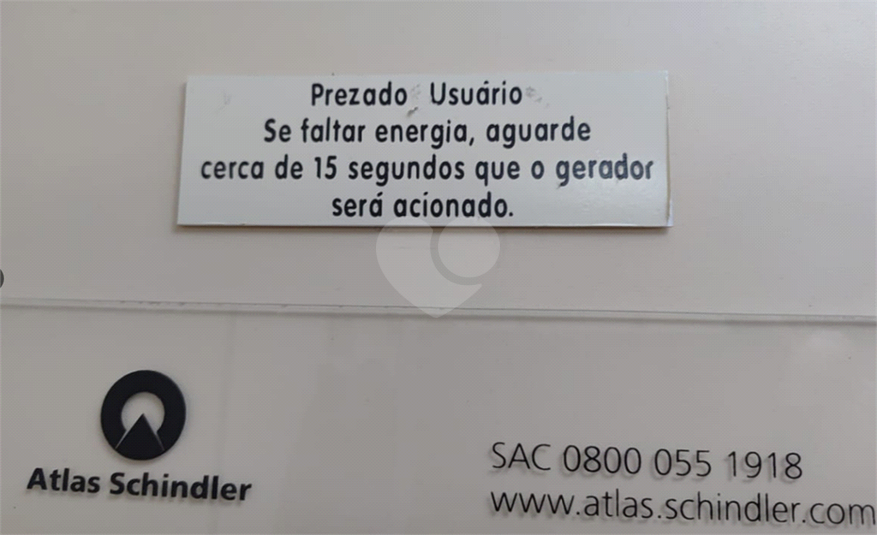 Prezado Usuário
Se faltar energia, aguarde
cerca de 15 segundos que o gerador
será acionado.
Atlas Schindler
SAC 0800 055 1918
www.atlas.schindler.com